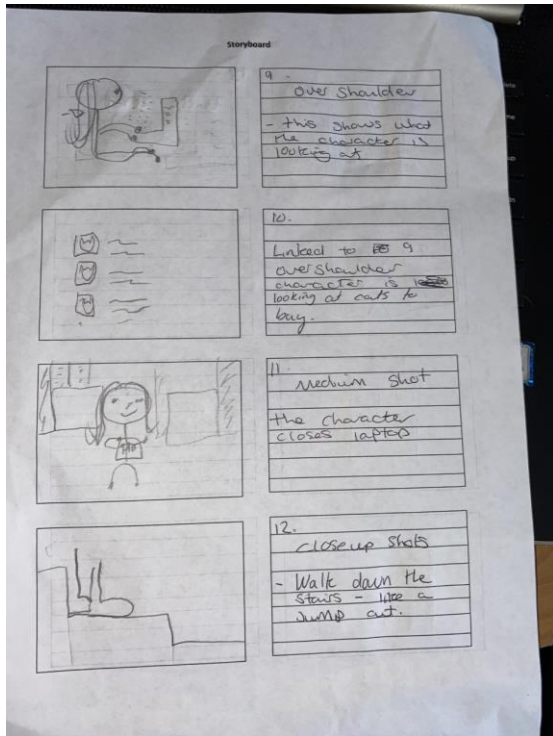 Storyboard
9.
over shoulder
- this shows what
the character is
looking at
10.
Linked to 9
over shoulder
character is
looking at cats to
buy.
11.
Medium shot
the character
closes laptop
12.
closeup shots
- Walk down the
stairs - like a
jump cut.